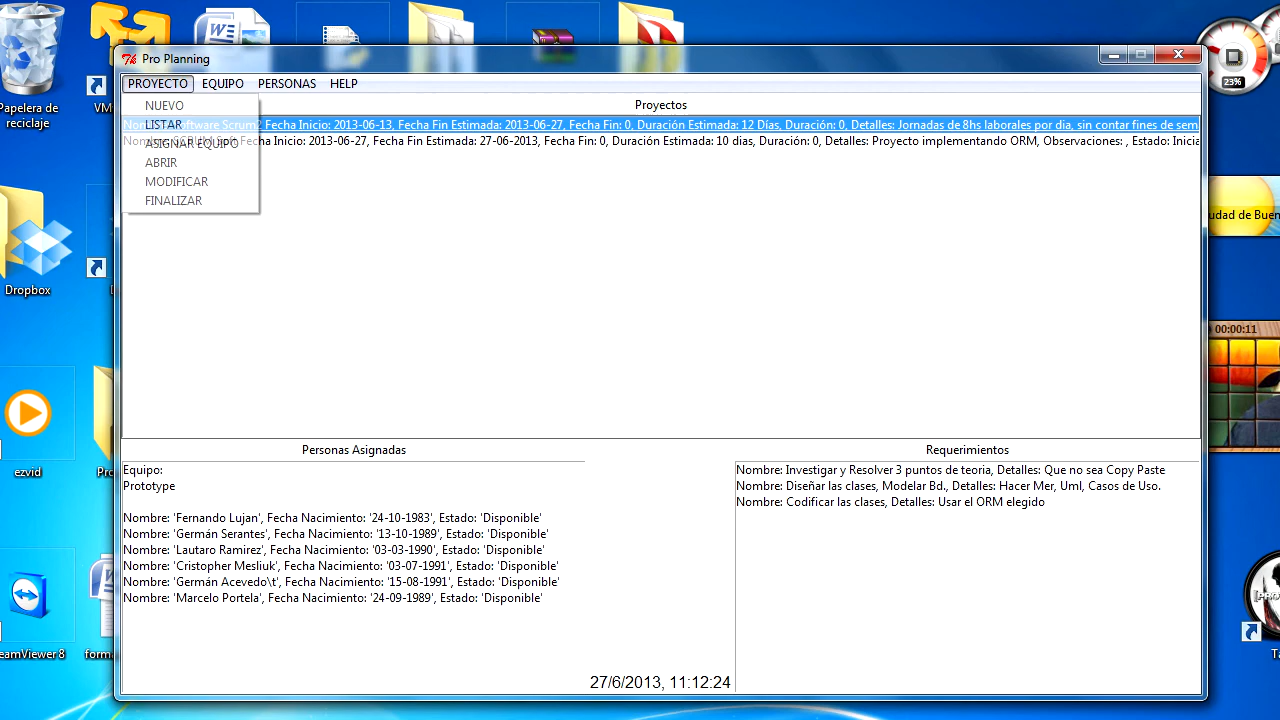 Pro Planning
PROYECTO EQUIPO PERSONAS HELP
NUEVO
LISTAR
ASIGNAR EQUIPO
ABRIR
MODIFICAR
FINALIZAR
Proyectos
Software Scrum2 Fecha Inicio: 2013-06-13, Fecha Fin Estimada: 2013-06-27, Fecha Fin: 0, Duración Estimada: 12 Días, Duración: 0, Detalles: Jornadas de 8hs laborales por dia, sin contar fines de sem
Fecha Inicio: 2013-06-27, Fecha Fin Estimada: 27-06-2013, Fecha Fin: 0, Duración Estimada: 10 dias, Duración: 0, Detalles: Proyecto implementando ORM, Observaciones: , Estado: Inicia
Personas Asignadas
Equipo:
Prototype
Nombre: 'Fernando Lujan', Fecha Nacimiento: '24-10-1983', Estado: 'Disponible'
Nombre: 'Germán Serantes', Fecha Nacimiento: '13-10-1989', Estado: 'Disponible'
Nombre: 'Lautaro Ramirez', Fecha Nacimiento: '03-03-1990', Estado: 'Disponible'
Nombre: 'Cristopher Mesliuk', Fecha Nacimiento: '03-07-1991', Estado: 'Disponible'
Nombre: 'Germán Acevedo\t', Fecha Nacimiento: '15-08-1991', Estado: 'Disponible'
Nombre: 'Marcelo Portela', Fecha Nacimiento: '24-09-1989', Estado: 'Disponible'
Requerimientos
Nombre: Investigar y Resolver 3 puntos de teoria, Detalles: Que no sea Copy Paste
Nombre: Diseñar las clases, Modelar Bd., Detalles: Hacer Mer, Uml, Casos de Uso.
Nombre: Codificar las clases, Detalles: Usar el ORM elegido
27/6/2013, 11:12:24
Papelera de
reciclaje
VM
Dropbox
ezvid
Pro
eamViewer 8
form
23%
udad de Buen
00:00:11
Ta